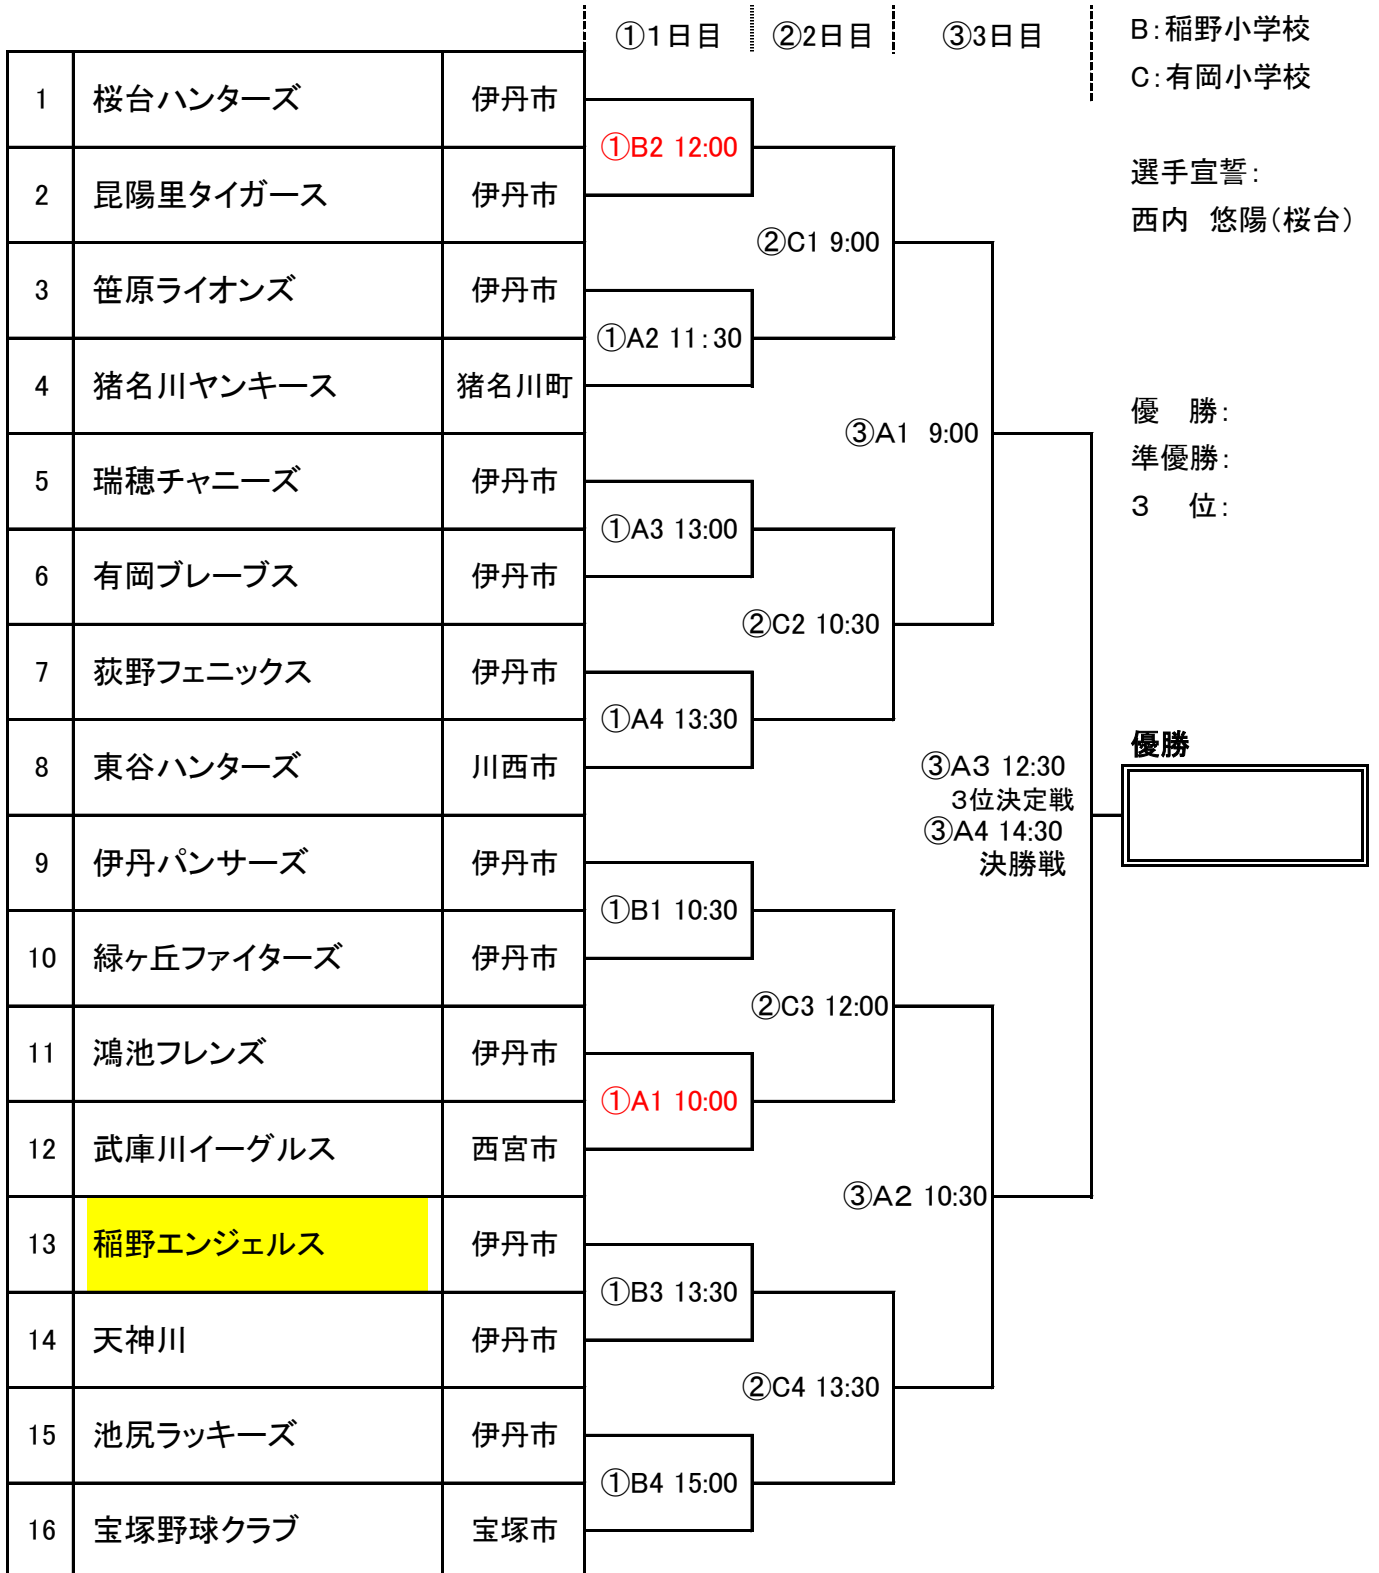 ①１日目 ②2日目 ③3日目
B：稲野小学校
C：有岡小学校
選手宣誓：
西内　悠陽（桜台）
優　勝：
準優勝：
３　位：
1 桜台ハンターズ 伊丹市
①B2 12:00
2 昆陽里タイガース 伊丹市
②C1 9:00
3 笹原ライオンズ 伊丹市
①A2 11：30
4 猪名川ヤンキース 猪名川町
③A１ 9:00
5 瑞穂チャニーズ 伊丹市
①A3 13:00
6 有岡ブレーブス 伊丹市
②C2 10:30
7 荻野フェニックス 伊丹市
①A4 13:30
8 東谷ハンターズ 川西市
③A３ 12:30
３位決定戦
③A4 14:30
決勝戦
優勝
9 伊丹パンサーズ 伊丹市
①B1 10:30
10 緑ヶ丘ファイターズ 伊丹市
②C3 12:00
11 鴻池フレンズ 伊丹市
①A1 10:00
12 武庫川イーグルス 西宮市
③A２ 10:30
13 稲野エンジェルス 伊丹市
①B3 13:30
14 天神川 伊丹市
②C4 13:30
15 池尻ラッキーズ 伊丹市
①B4 15:00
16 宝塚野球クラブ 宝塚市